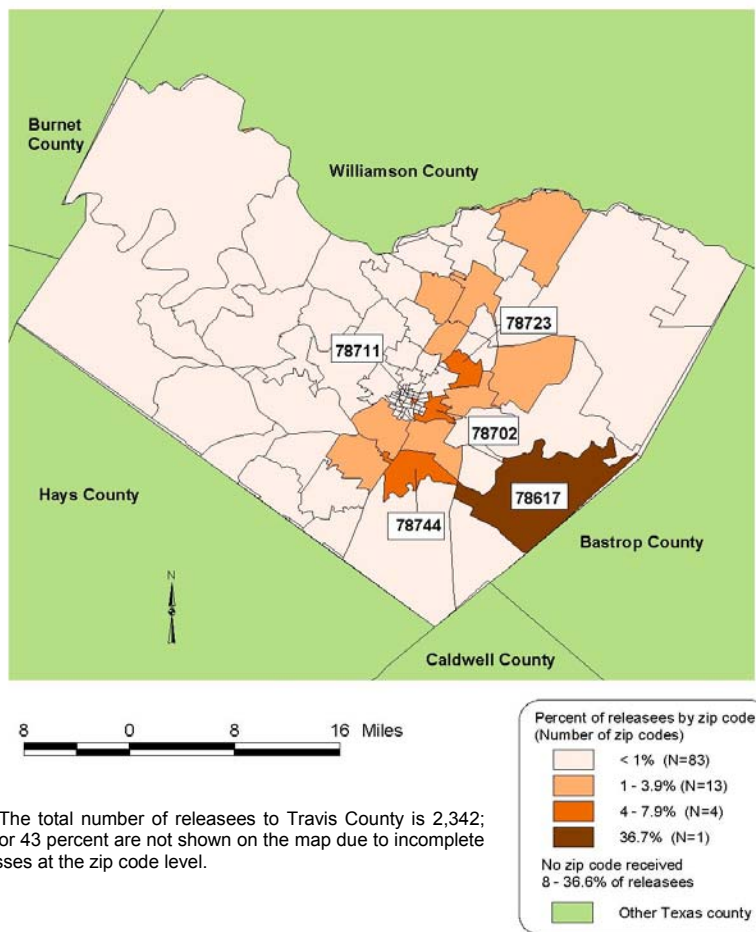 Burnet
County
Williamson County
78723
78711
78702
78617
Hays County
78744
Bastrop County
N
Caldwell County
8 0 8 16 Miles
Percent of releasees by zip code
(Number of zip codes)
< 1% (N=83)
1 - 3.9% (N=13)
4 - 7.9% (N=4)
36.7% (N=1)
No zip code received
8 - 36.6% of releasees
Other Texas county
The total number of releasees to Travis County is 2,342;
or 43 percent are not shown on the map due to incomplete
sses at the zip code level.